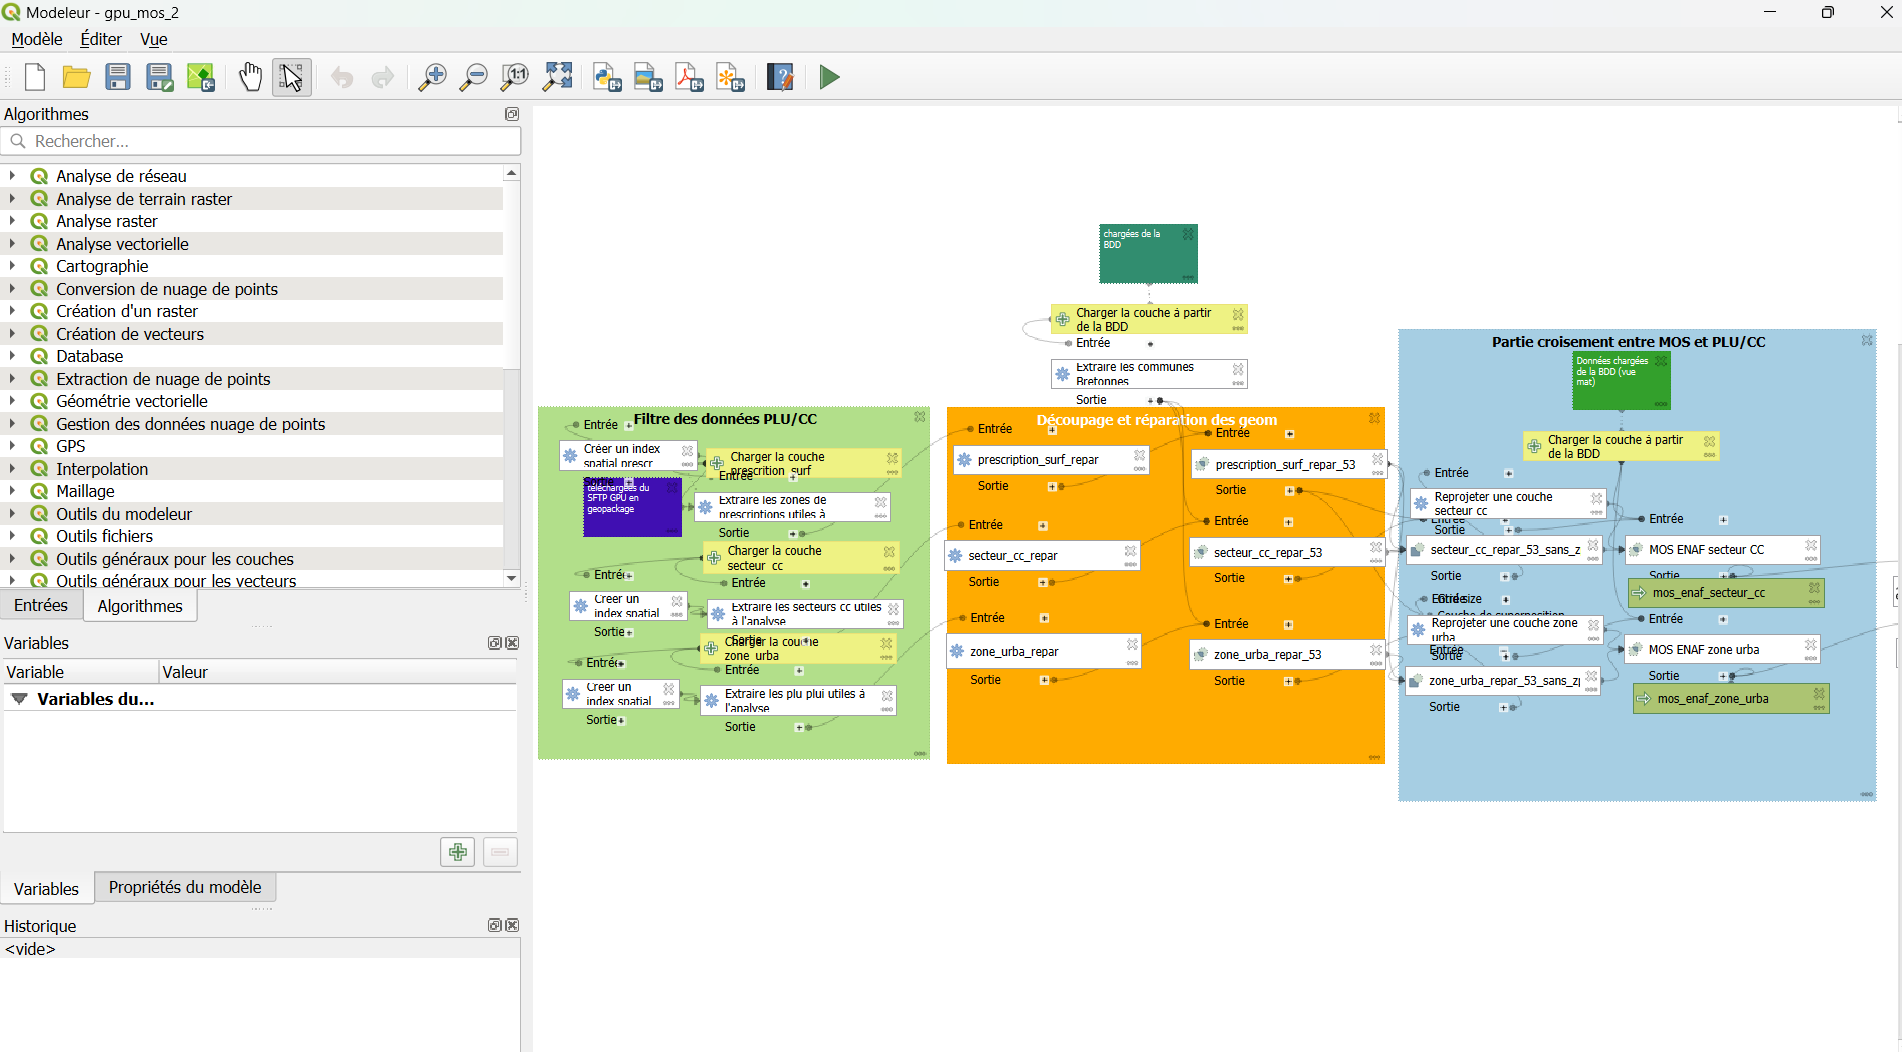 Modeleur - gpu_mos_2
Modèle Éditer Vue
Algorithmes
Rechercher...
Analyse de réseau
Analyse de terrain raster
Analyse raster
Analyse vectorielle
Cartographie
Conversion de nuage de points
Création d'un raster
Création de vecteurs
Database
Extraction de nuage de points
Géométrie vectorielle
Gestion des données nuage de points
GPS
Interpolation
Maillage
Outils du modeleur
Outils fichiers
Outils généraux pour les couches
Outils généraux pour les vecteurs
Entrées Algorithmes
Variables
Variable Valeur
Variables du...
Variables Propriétés du modèle
Historique
<vide>
chargées de la
BDD
Charger la couche à partir
de la BDD
Entrée
Extraire les communes
Bretonnes
Sortie
Filtre des données PLU/CC
Entrée
Créer un index
spatial prescr
Sortie
Charger la couche
prescrition_surf
Entrée
téléchargées du
SFTP GPU en
geopackage
Extraire les zones de
prescriptions utiles à
Sortie
Charger la couche
secteur_cc
Entrée
Entrée
Créer un
index spatial
Sortie
Extraire les secteurs cc utiles
à l'analyse
Sortie
Charger la couche
zone_urba
Entrée
Entrée
Créer un
index spatial
Sortie
Extraire les plu plui utiles à
l'analyse
Sortie
Découpage et réparation des geom
Entrée
prescription_surf_repar
Sortie
Entrée
prescription_surf_repar_53
Sortie
Entrée
secteur_cc_repar
Sortie
Entrée
secteur_cc_repar_53
Sortie
Entrée
zone_urba_repar
Sortie
Entrée
zone_urba_repar_53
Sortie
Partie croisement entre MOS et PLU/CC
Données chargées
de la BDD (vue
mat)
Charger la couche à partir
de la BDD
Entrée
Reprojeter une couche
secteur cc
Entrée
Sortie
secteur_cc_repar_53_sans_z
Sortie
Entrée
MOS ENAF secteur CC
Sortie
mos_enaf_secteur_cc
Entrée
Couche de superposition
Reprojeter une couche zone
urba
Entrée
Sortie
zone_urba_repar_53_sans_z
Sortie
Entrée
MOS ENAF zone urba
Sortie
mos_enaf_zone_urba